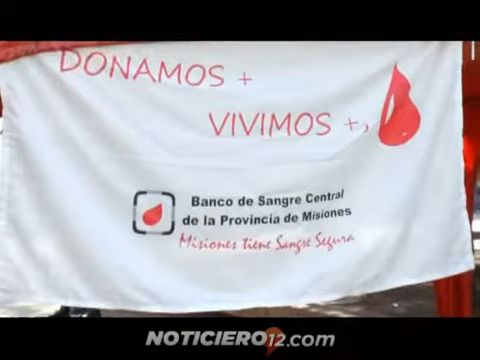 DONAMOS +
VIVIMOS +,
Banco de Sangre Central
de la Provincia de Misiones
Misiones tiene Sangre Segura
NOTICIERO12.com